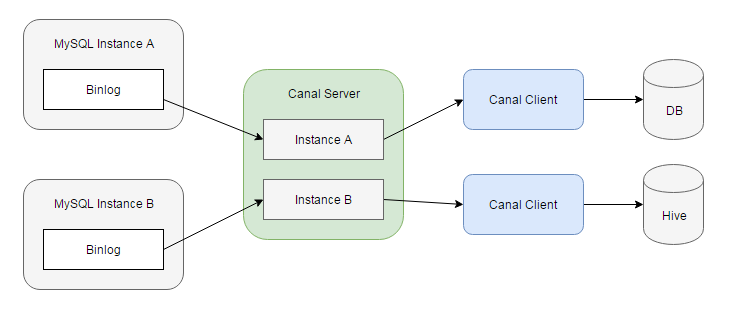 MySQL Instance A
Binlog
Canal Server
Instance A
Instance B
MySQL Instance B
Binlog
Canal Client
DB
Canal Client
Hive